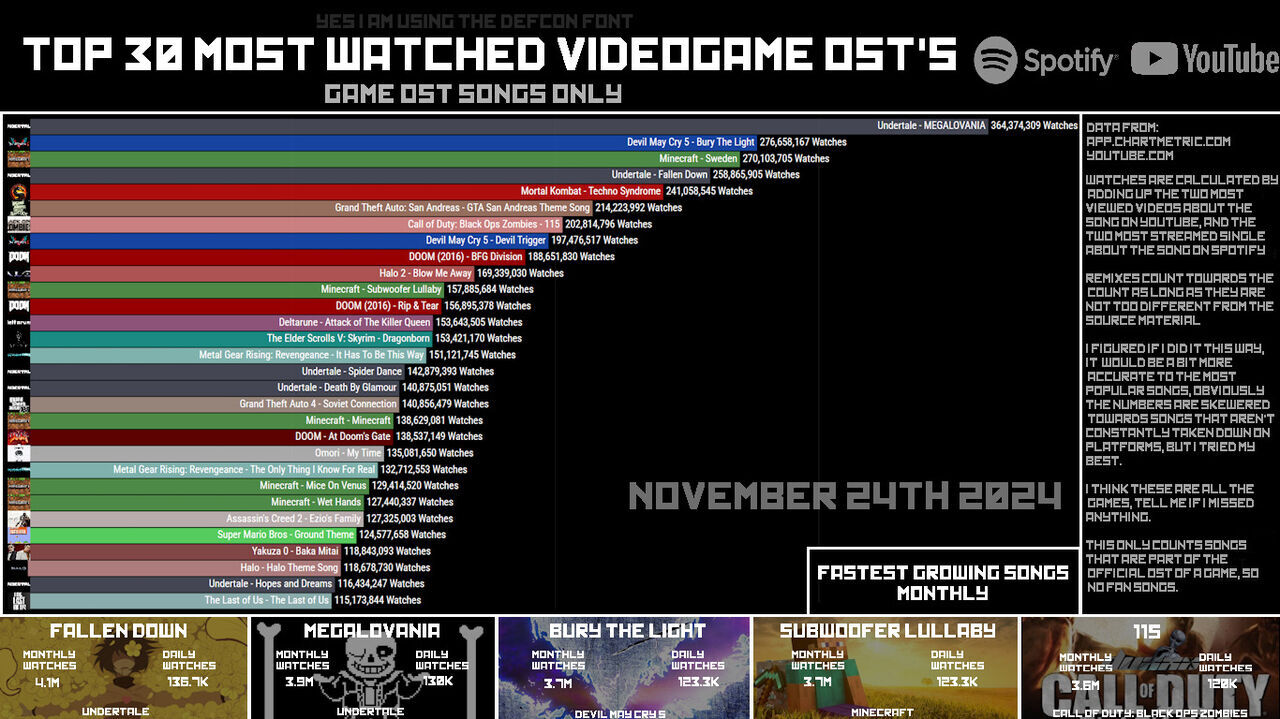 YES I AM USING THE DEFCON FONT
TOP 30 MOST WATCHED VIDEOGAME OST'S
GAME OST SONGS ONLY
Spotify
YouTube
Undertale - MEGALOVANIA 364,374,309 Watches
Devil May Cry 5 - Bury The Light 276,658,167 Watches
Minecraft - Sweden 270,103,705 Watches
Undertale - Fallen Down 258,865,905 Watches
Mortal Kombat - Techno Syndrome 241,058,545 Watches
Grand Theft Auto: San Andreas - GTA San Andreas Theme Song 214,223,992 Watches
Call of Duty: Black Ops Zombies - 115 202,814,796 Watches
Devil May Cry 5 - Devil Trigger 197,476,517 Watches
DOOM (2016) - BFG Division 188,651,830 Watches
Halo 2 - Blow Me Away 169,339,030 Watches
Minecraft - Subwoofer Lullaby 157,885,684 Watches
DOOM (2016) - Rip & Tear 156,895,378 Watches
Deltarune - Attack of The Killer Queen 153,643,505 Watches
The Elder Scrolls V: Skyrim - Dragonborn 153,421,170 Watches
Metal Gear Rising: Revengeance - It Has To Be This Way 151,121,745 Watches
Undertale - Spider Dance 142,879,393 Watches
Undertale - Death By Glamour 140,875,051 Watches
Grand Theft Auto 4 - Soviet Connection 140,856,479 Watches
Minecraft - Minecraft 138,629,081 Watches
DOOM - At Doom's Gate 138,537,149 Watches
Omori - My Time 135,081,650 Watches
Metal Gear Rising: Revengeance - The Only Thing I Know For Real 132,712,553 Watches
Minecraft - Mice On Venus 129,414,520 Watches
Minecraft - Wet Hands 127,440,337 Watches
Assassin's Creed 2 - Ezio's Family 127,325,003 Watches
Super Mario Bros - Ground Theme 124,577,658 Watches
Yakuza 0 - Baka Mitai 118,843,093 Watches
Halo - Halo Theme Song 118,678,730 Watches
Undertale - Hopes and Dreams 116,434,247 Watches
The Last of Us - The Last of Us 115,173,844 Watches
NOVEMBER 24TH 2024
FASTEST GROWING SONGS
MONTHLY
DATA FROM:
APP.CHARTMETRIC.COM
YOUTUBE.COM
WATCHES ARE CALCULATED BY
ADDING UP THE TWO MOST
VIEWED VIDEOS ABOUT THE
SONG ON YOUTUBE, AND THE
TWO MOST STREAMED SINGLE
ABOUT THE SONG ON SPOTIFY
REMIXES COUNT TOWARDS THE
COUNT AS LONG AS THEY ARE
NOT TOO DIFFERENT FROM THE
SOURCE MATERIAL
I FIGURED IF I DID IT THIS WAY,
IT WOULD BE A BIT MORE
ACCURATE TO THE MOST
POPULAR SONGS, OBVIOUSLY
THE NUMBERS ARE SKEWERED
TOWARDS SONGS THAT AREN'T
CONSTANTLY TAKEN DOWN ON
PLATFORMS, BUT I TRIED MY
BEST.
I THINK THESE ARE ALL THE
GAMES, TELL ME IF I MISSED
ANYTHING.
THIS ONLY COUNTS SONGS
THAT ARE PART OF THE
OFFICIAL OST OF A GAME, SO
NO FAN SONGS.
FALLEN DOWN
MONTHLY WATCHES
4.1M
DAILY WATCHES
136.7K
UNDERTALE
MEGALOVANIA
MONTHLY WATCHES
3.9M
DAILY WATCHES
130K
UNDERTALE
BURY THE LIGHT
MONTHLY WATCHES
3.7M
DAILY WATCHES
123.3K
DEVIL MAY CRY 5
SUBWOOFER LULLABY
MONTHLY WATCHES
3.7M
DAILY WATCHES
123.3K
MINECRAFT
115
MONTHLY WATCHES
3.6M
DAILY WATCHES
120K
CALL OF DUTY
CALL OF DUTY: BLACK OPS ZOMBIES